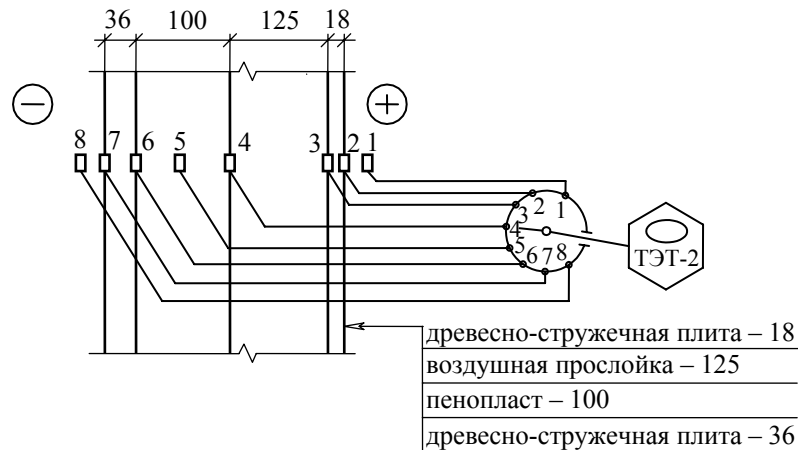 36 100 125 18
− +
8 7 6 5 4 3 2 1
1 2 3 4 5 6 7 8
ТЭТ-2
древесно-стружечная плита – 18
воздушная прослойка – 125
пенопласт – 100
древесно-стружечная плита – 36